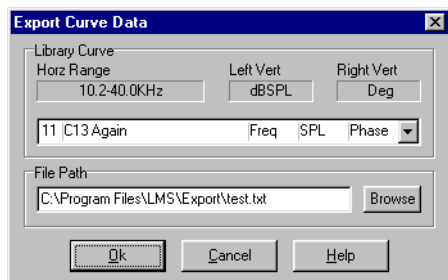 Export Curve Data
Library Curve
Horz Range Left Vert Right Vert
10.2-40.0KHz dBSPL Deg
11 C13 Again Freq SPL Phase
File Path
C:\Program Files\LMS\Export\test.txt Browse
Ok Cancel Help